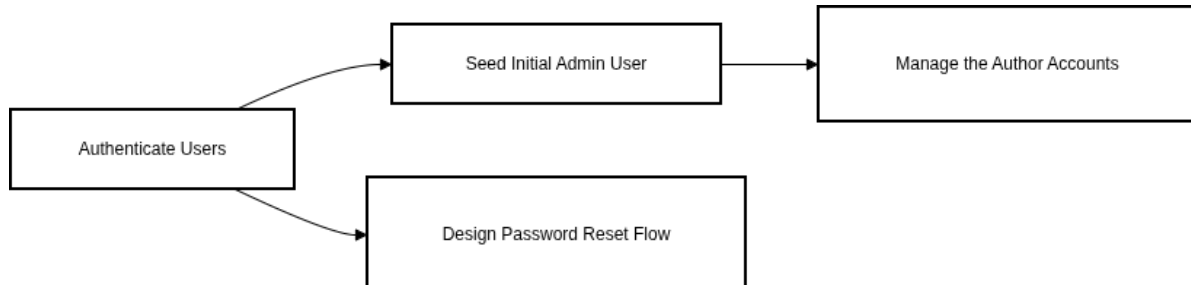 Seed Initial Admin User
Manage the Author Accounts
Authenticate Users
Design Password Reset Flow